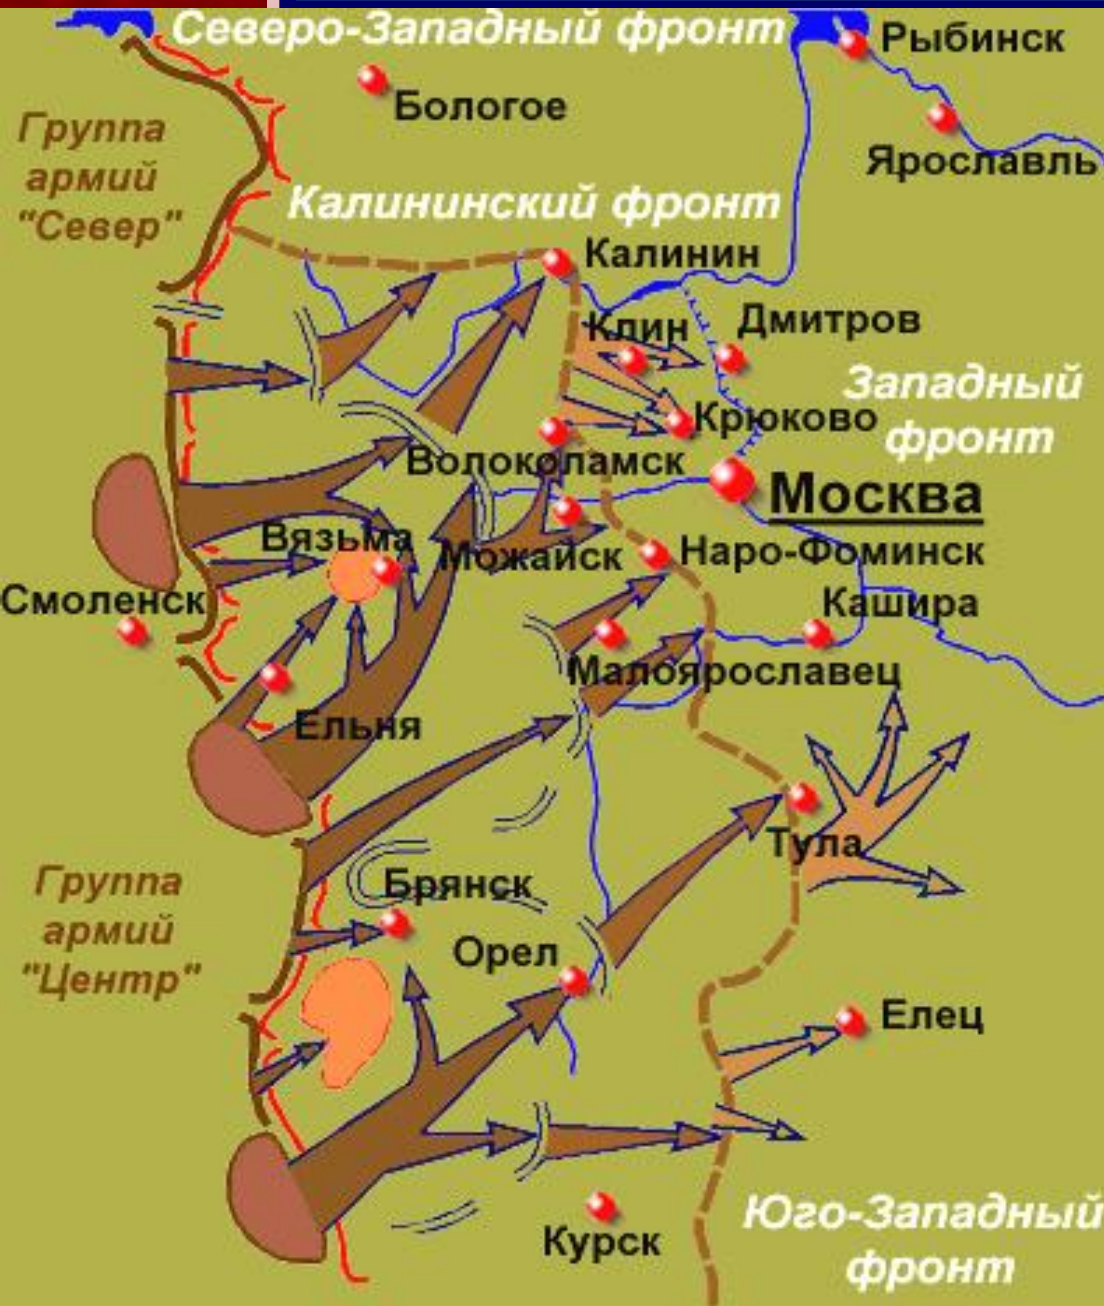 Северо-Западный фронт
Рыбинск
Бологое
Ярославль
Группа
армий
"Север"
Калининский фронт
Калинин
Клин
Дмитров
Западный
фронт
Крюково
Волоколамск
Москва
Вязьма
Можайск
Наро-Фоминск
Смоленск
Кашира
Малоярославец
Ельня
Тула
Группа
армий
"Центр"
Брянск
Орел
Елец
Курск
Юго-Западный
фронт